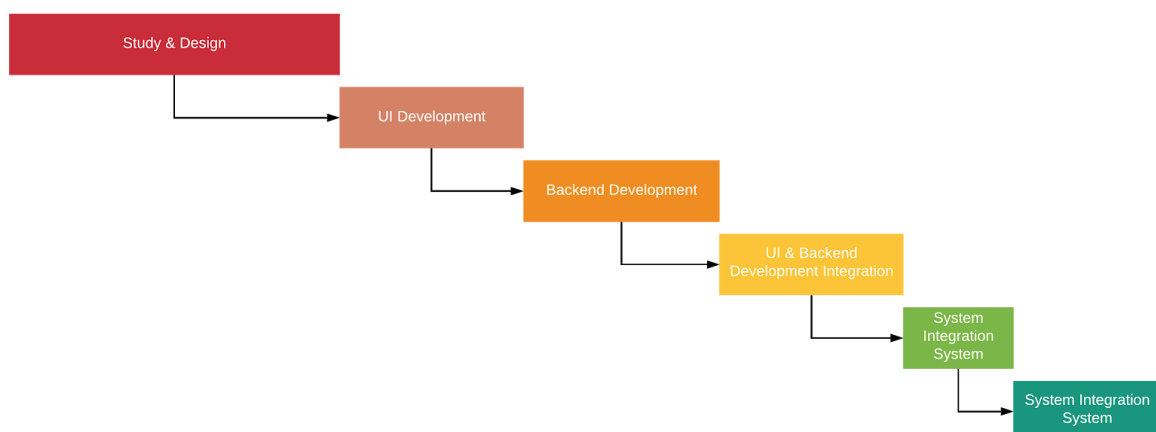 Study & Design
UI Development
Backend Development
UI & Backend
Development Integration
System
Integration
System
System Integration
System